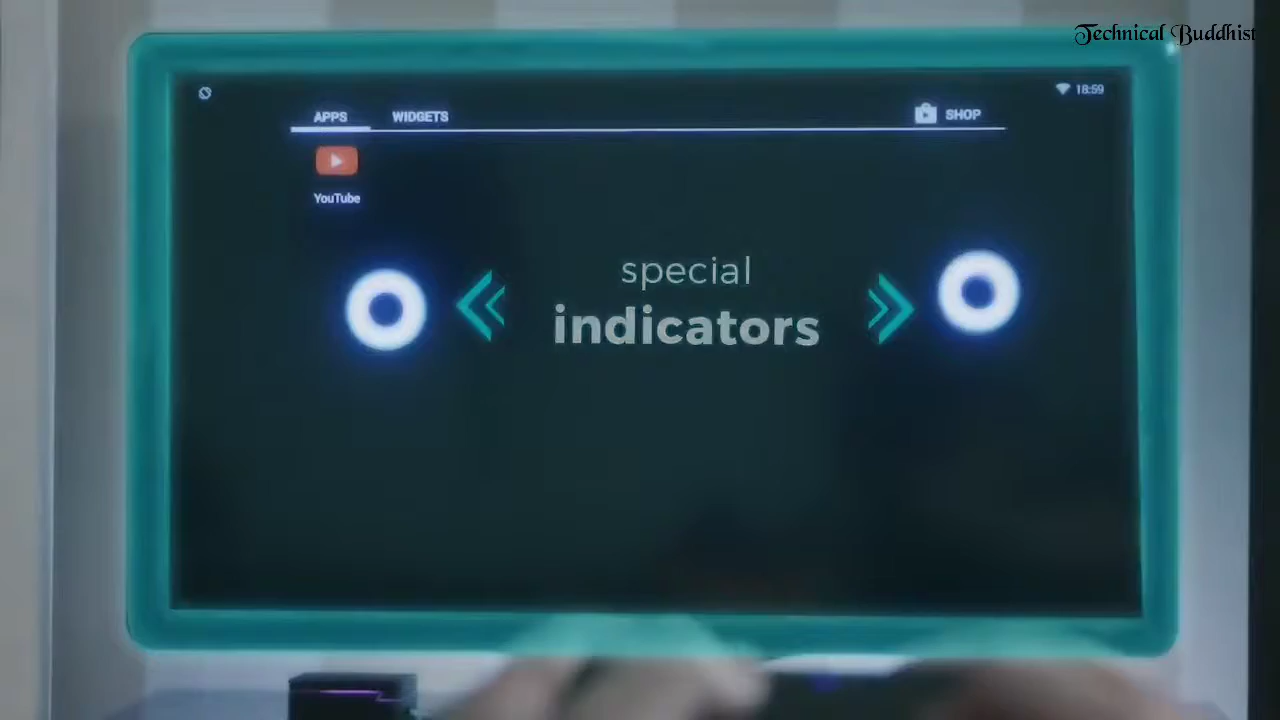 Technical Buddhist
18:59
APPS WIDGETS SHOP
YouTube
special
indicators